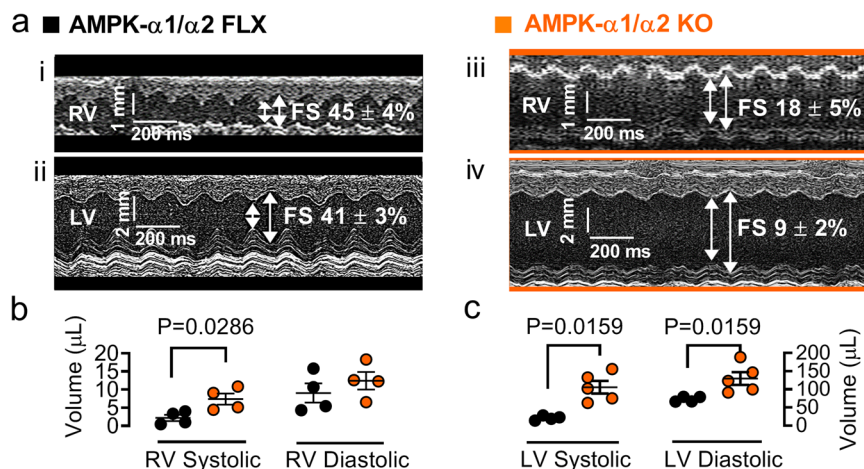 a ■ AMPK-α1/α2 FLX ■ AMPK-α1/α2 KO
i
RV
1 mm
200 ms
FS 45 ± 4%
ii
LV
2 mm
200 ms
FS 41 ± 3%
iii
RV
1 mm
200 ms
FS 18 ± 5%
iv
LV
2 mm
200 ms
FS 9 ± 2%
b
P=0.0286
Volume (μL)
20
15
10
5
0
RV Systolic RV Diastolic
c
P=0.0159 P=0.0159
200
150
100
50
0
Volume (μL)
LV Systolic LV Diastolic